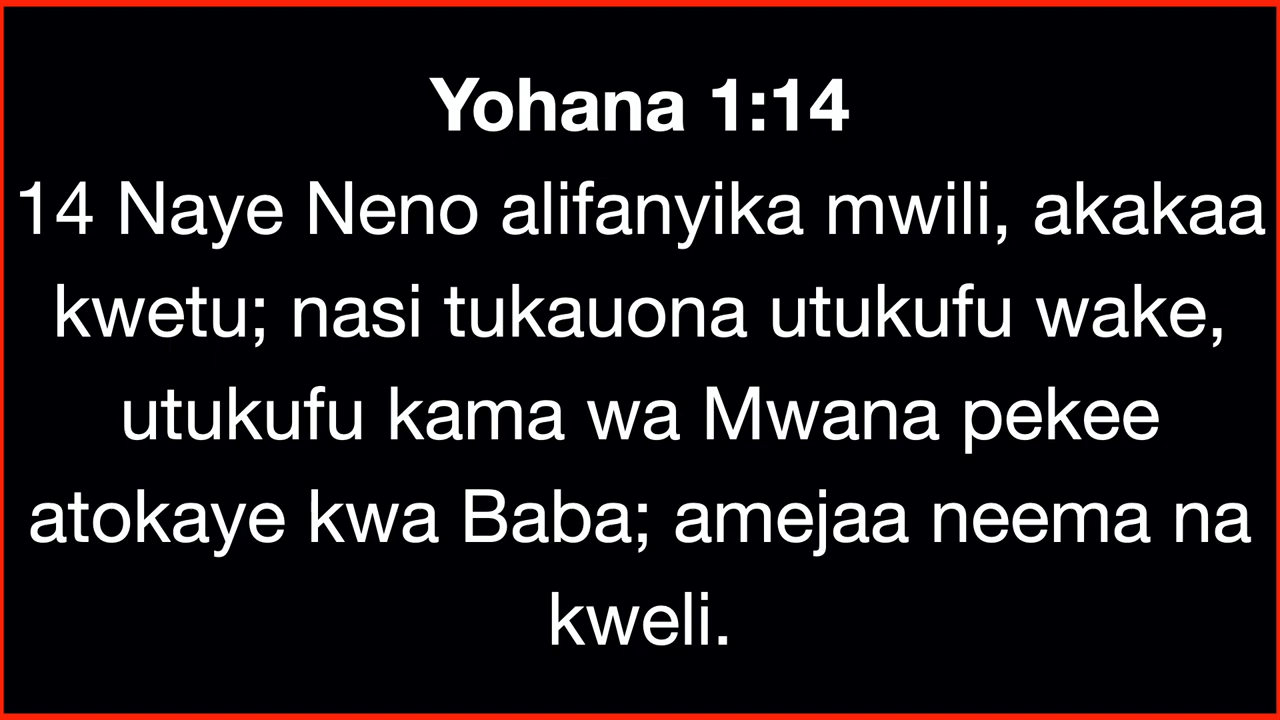 Yohana 1:14
14 Naye Neno alifanyika mwili, akakaa
kwetu; nasi tukauona utukufu wake,
utukufu kama wa Mwana pekee
atokaye kwa Baba; amejaa neema na
kweli.